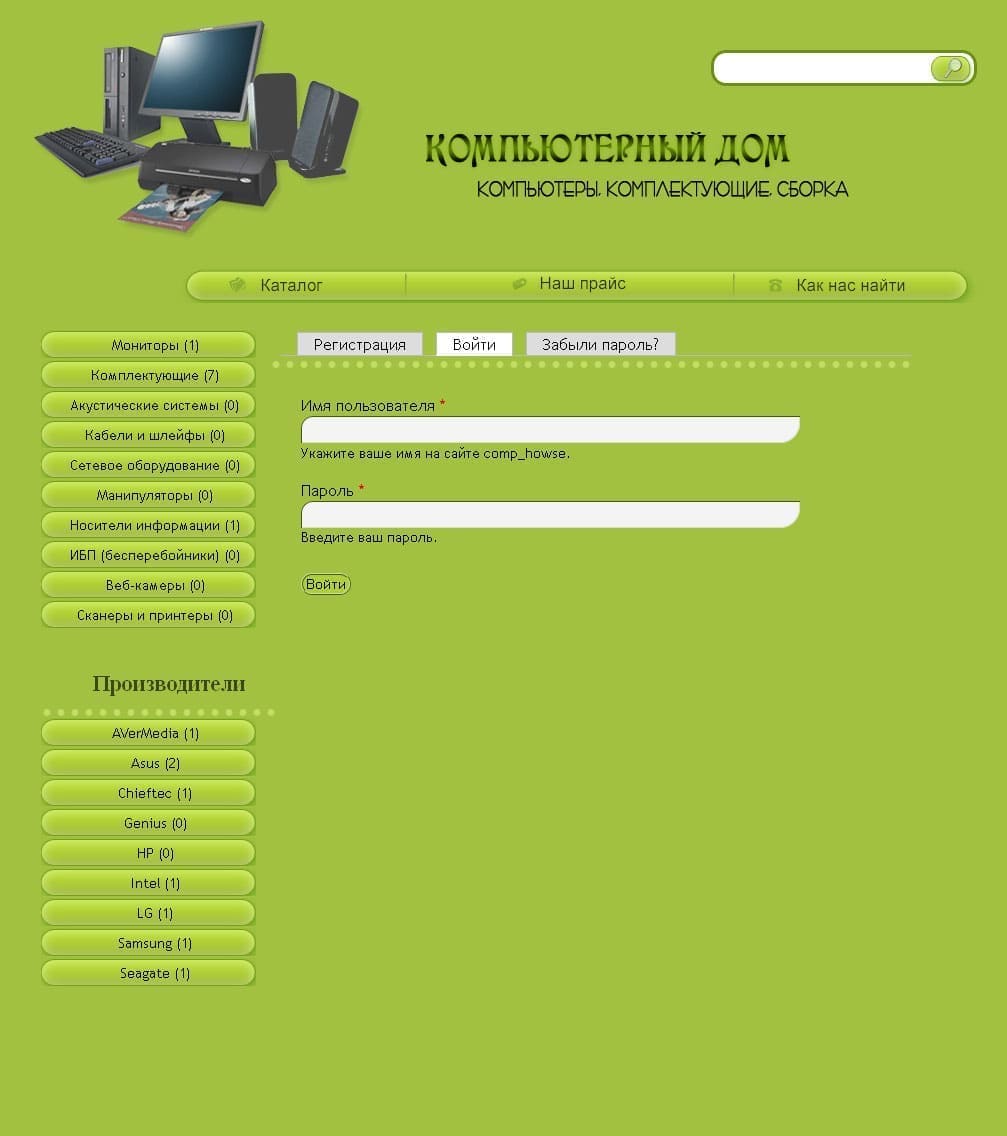 КОМПЬЮТЕРНЫЙ ДОМ
КОМПЬЮТЕРЫ, КОМПЛЕКТУЮЩИЕ, СБОРКА
Каталог
Наш прайс
Как нас найти
Мониторы (1)
Комплектующие (7)
Акустические системы (0)
Кабели и шлейфы (0)
Сетевое оборудование (0)
Манипуляторы (0)
Носители информации (1)
ИБП (бесперебойники) (0)
Веб-камеры (0)
Сканеры и принтеры (0)
Производители
AVerMedia (1)
Asus (2)
Chieftec (1)
Genius (0)
HP (0)
Intel (1)
LG (1)
Samsung (1)
Seagate (1)
Регистрация
Войти
Забыли пароль?
Имя пользователя *
Укажите ваше имя на сайте comp_howse.
Пароль *
Введите ваш пароль.
Войти